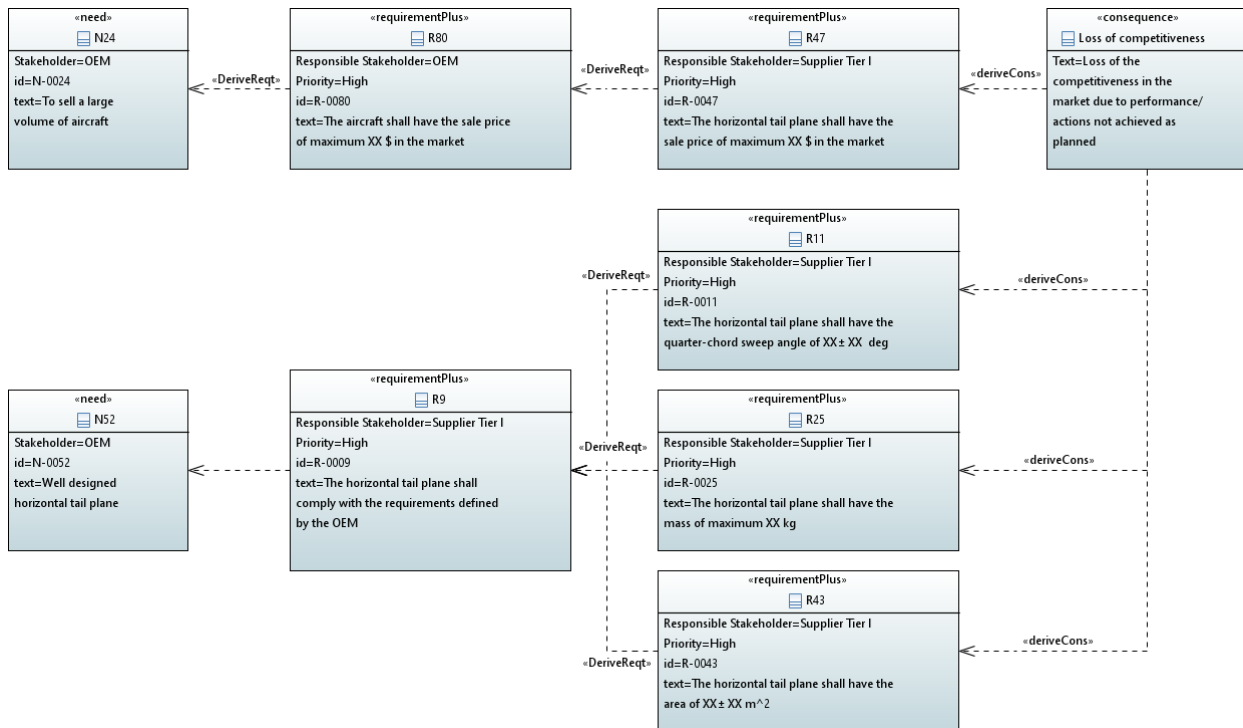 «need»
N24
Stakeholder=OEM
id=N-0024
text=To sell a large
volume of aircraft
«DeriveReqt»
«requirementPlus»
R80
Responsible Stakeholder=OEM
Priority=High
id=R-0080
text=The aircraft shall have the sale price
of maximum XX $ in the market
«DeriveReqt»
«requirementPlus»
R47
Responsible Stakeholder=Supplier Tier I
Priority=High
id=R-0047
text=The horizontal tail plane shall have the
sale price of maximum XX $ in the market
«deriveCons»
«consequence»
Loss of competitiveness
Text=Loss of the
competitiveness in the
market due to performance/
actions not achieved as
planned
«requirementPlus»
R11
Responsible Stakeholder=Supplier Tier I
Priority=High
id=R-0011
text=The horizontal tail plane shall have the
quarter-chord sweep angle of XX± XX deg
«DeriveReqt»
«deriveCons»
«need»
N52
Stakeholder=OEM
id=N-0052
text=Well designed
horizontal tail plane
«requirementPlus»
R9
Responsible Stakeholder=Supplier Tier I
Priority=High
id=R-0009
text=The horizontal tail plane shall
comply with the requirements defined
by the OEM
«DeriveReqt»
«requirementPlus»
R25
Responsible Stakeholder=Supplier Tier I
Priority=High
id=R-0025
text=The horizontal tail plane shall have the
mass of maximum XX kg
«deriveCons»
«requirementPlus»
R43
Responsible Stakeholder=Supplier Tier I
Priority=High
id=R-0043
text=The horizontal tail plane shall have the
area of XX± XX m^2
«DeriveReqt»
«deriveCons»